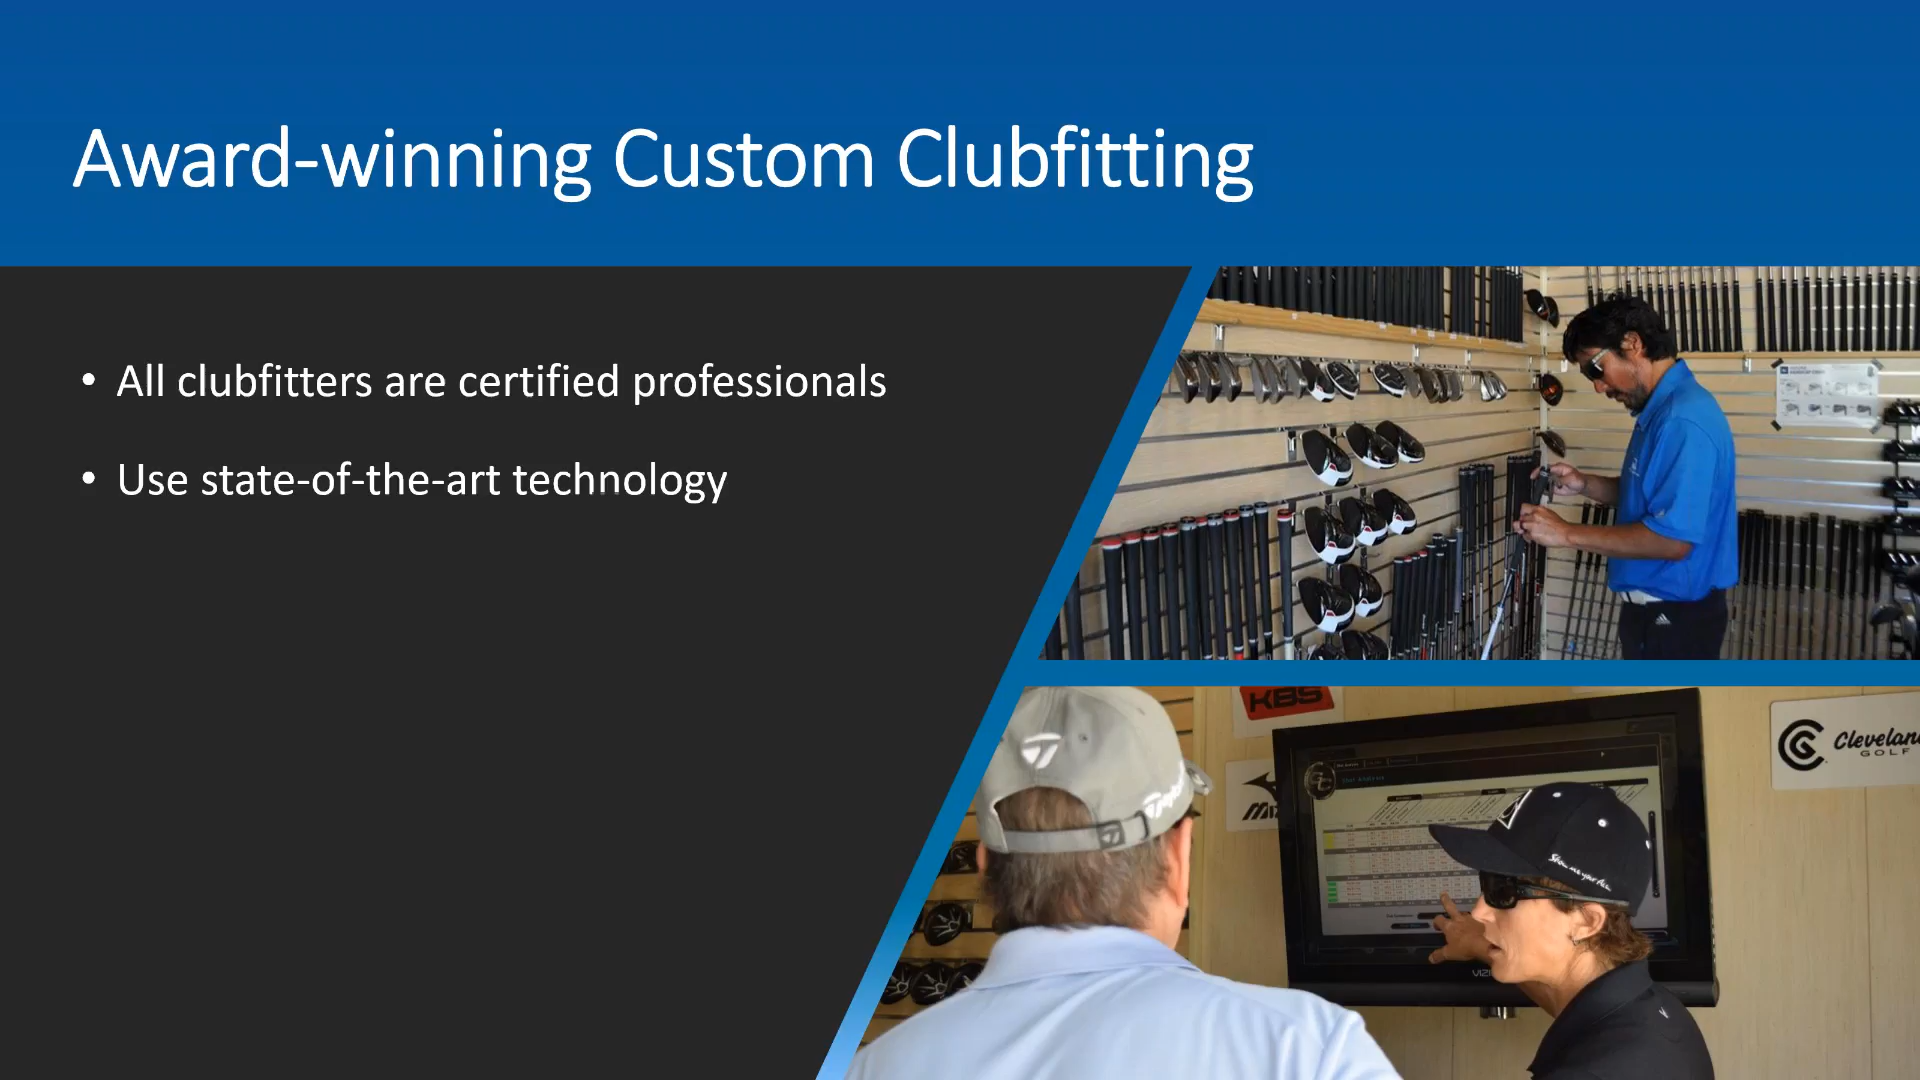 Award-winning Custom Clubfitting
• All clubfitters are certified professionals
• Use state-of-the-art technology
KBS
Cleveland
GOLF